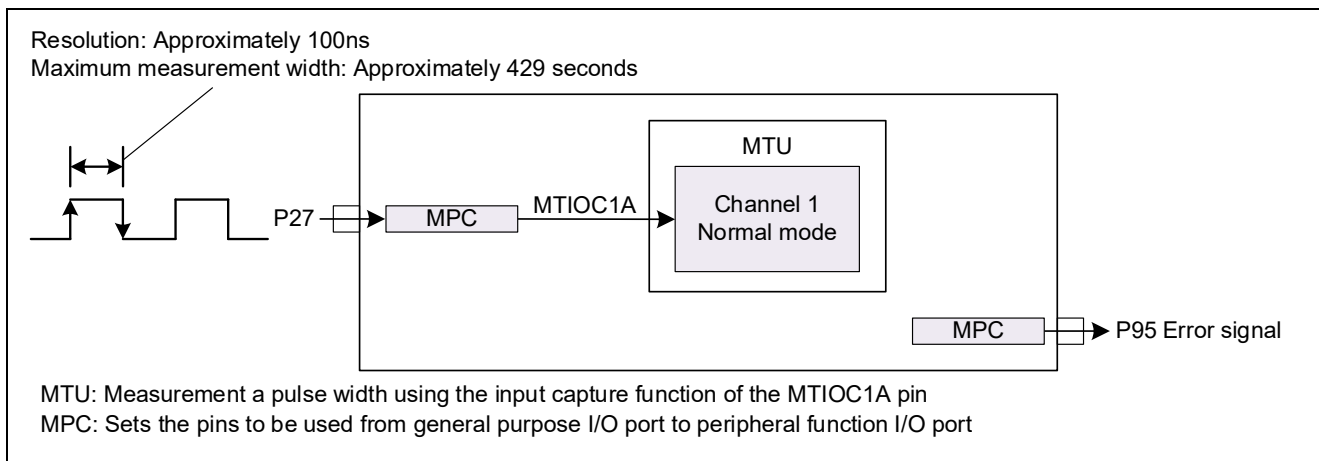 Resolution: Approximately 100ns
Maximum measurement width: Approximately 429 seconds
MTU
P27
MPC
MTIOC1A
Channel 1
Normal mode
MPC
P95 Error signal
MTU: Measurement a pulse width using the input capture function of the MTIOC1A pin
MPC: Sets the pins to be used from general purpose I/O port to peripheral function I/O port